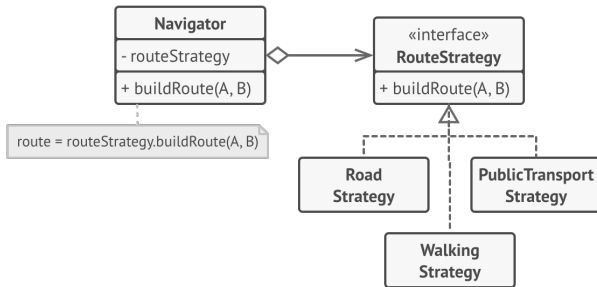 Navigator
- routeStrategy
+ buildRoute(A, B)
route = routeStrategy.buildRoute(A, B)
«interface»
RouteStrategy
+ buildRoute(A, B)
Road
Strategy
PublicTransport
Strategy
Walking
Strategy